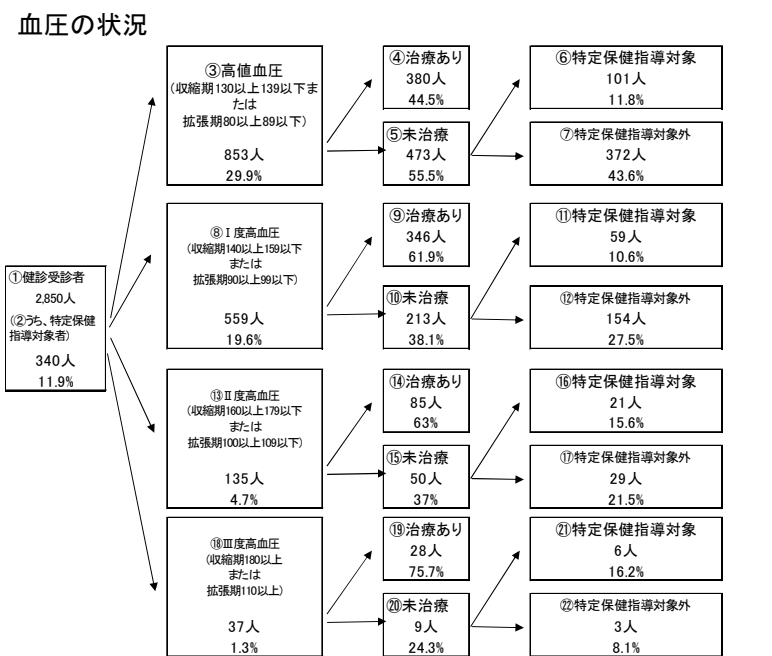 血圧の状況
①健診受診者
2,850人
(②うち、特定保健
指導対象者)
340人
11.9%
③高値血圧
(収縮期130以上139以下ま
たは
拡張期80以上89以下)
853人
29.9%
④治療あり
380人
44.5%
⑤未治療
473人
55.5%
⑥特定保健指導対象
101人
11.8%
⑦特定保健指導対象外
372人
43.6%
⑧Ⅰ度高血圧
(収縮期140以上159以下
または
拡張期90以上99以下)
559人
19.6%
⑨治療あり
346人
61.9%
⑩未治療
213人
38.1%
⑪特定保健指導対象
59人
10.6%
⑫特定保健指導対象外
154人
27.5%
⑬Ⅱ度高血圧
(収縮期160以上179以下
または
拡張期100以上109以下)
135人
4.7%
⑭治療あり
85人
63%
⑮未治療
50人
37%
⑯特定保健指導対象
21人
15.6%
⑰特定保健指導対象外
29人
21.5%
⑱Ⅲ度高血圧
(収縮期180以上
または
拡張期110以上)
37人
1.3%
⑲治療あり
28人
75.7%
⑳未治療
9人
24.3%
㉑特定保健指導対象
6人
16.2%
㉒特定保健指導対象外
3人
8.1%